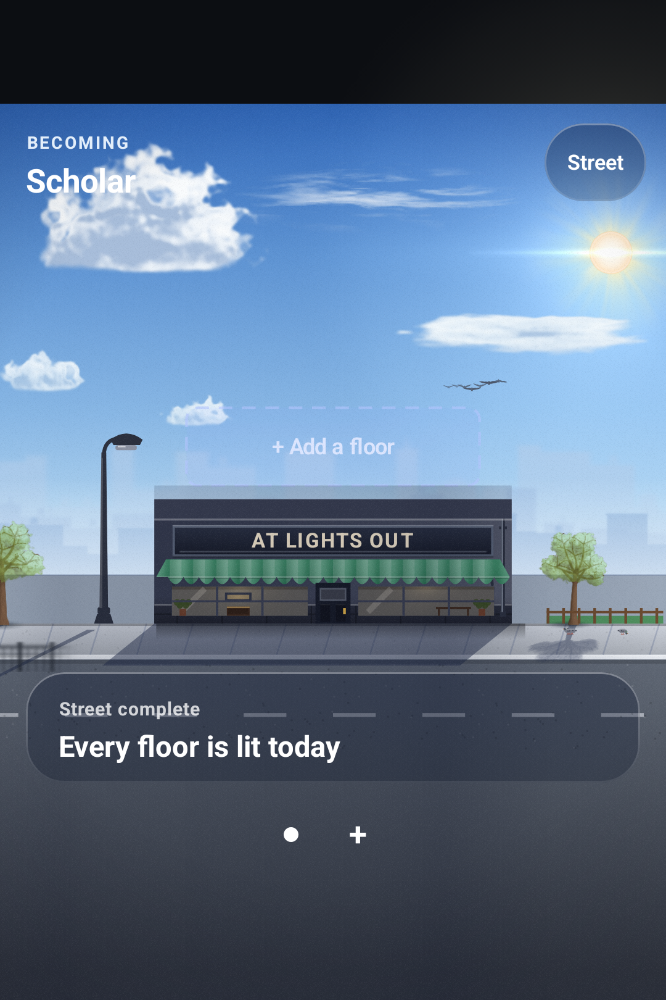 BECOMING
Scholar
Street
+ Add a floor
AT LIGHTS OUT
Street complete
Every floor is lit today
+